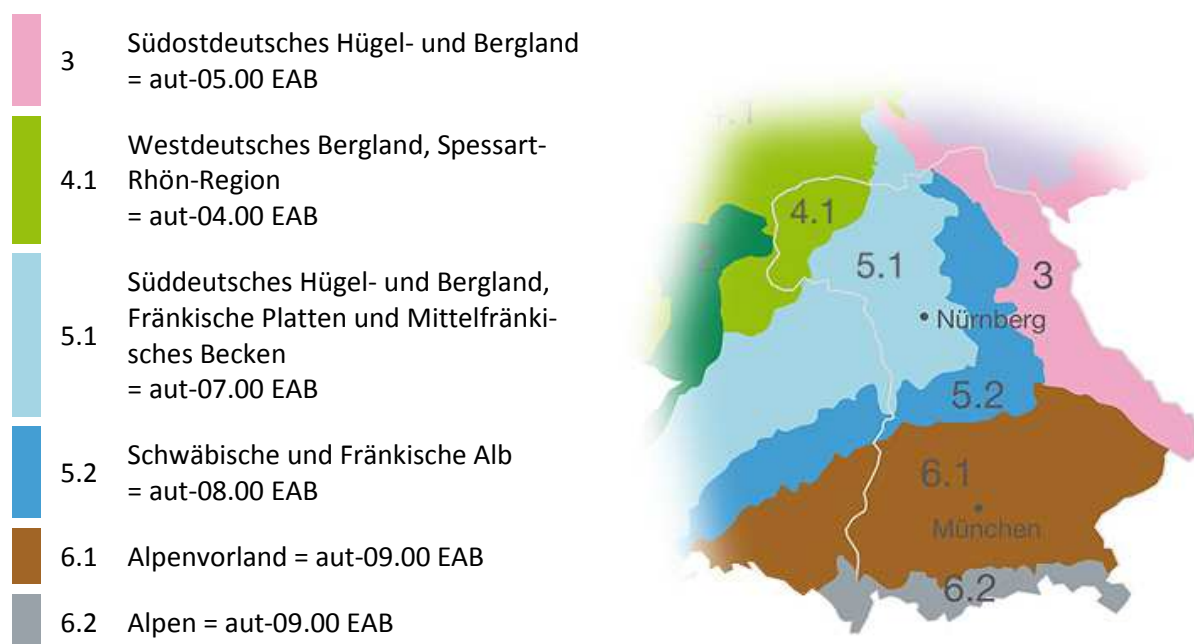 3
Südostdeutsches Hügel- und Bergland
= aut-05.00 EAB
4.1
Westdeutsches Bergland, Spessart-
Rhön-Region
= aut-04.00 EAB
5.1
Süddeutsches Hügel- und Bergland,
Fränkische Platten und Mittelfränki-
sches Becken
= aut-07.00 EAB
5.2
Schwäbische und Fränkische Alb
= aut-08.00 EAB
6.1
Alpenvorland = aut-09.00 EAB
6.2
Alpen = aut-09.00 EAB
4.1
4.1
5.1
3
2
Nürnberg
5.2
6.1
München
6.2